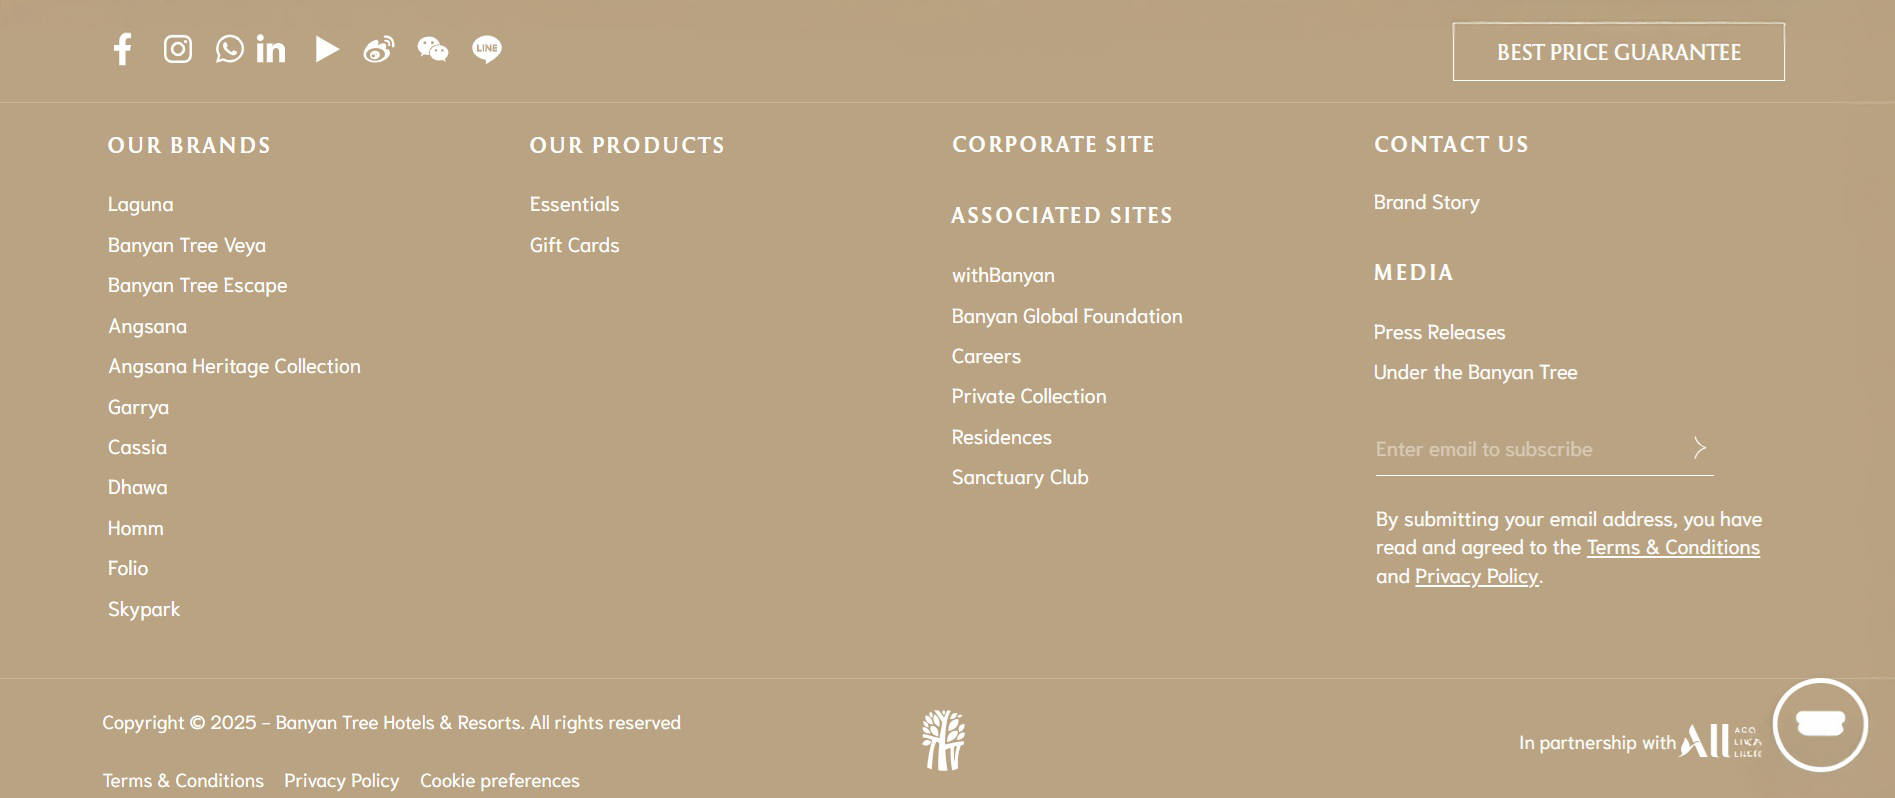 LINE
BEST PRICE GUARANTEE
OUR BRANDS
Laguna
Banyan Tree Veya
Banyan Tree Escape
Angsana
Angsana Heritage Collection
Garrya
Cassia
Dhawa
Homm
Folio
Skypark
OUR PRODUCTS
Essentials
Gift Cards
CORPORATE SITE
ASSOCIATED SITES
withBanyan
Banyan Global Foundation
Careers
Private Collection
Residences
Sanctuary Club
CONTACT US
Brand Story
MEDIA
Press Releases
Under the Banyan Tree
Enter email to subscribe
By submitting your email address, you have
read and agreed to the Terms & Conditions
and Privacy Policy.
Copyright © 2025 - Banyan Tree Hotels & Resorts. All rights reserved
Terms & Conditions Privacy Policy Cookie preferences
In partnership with All